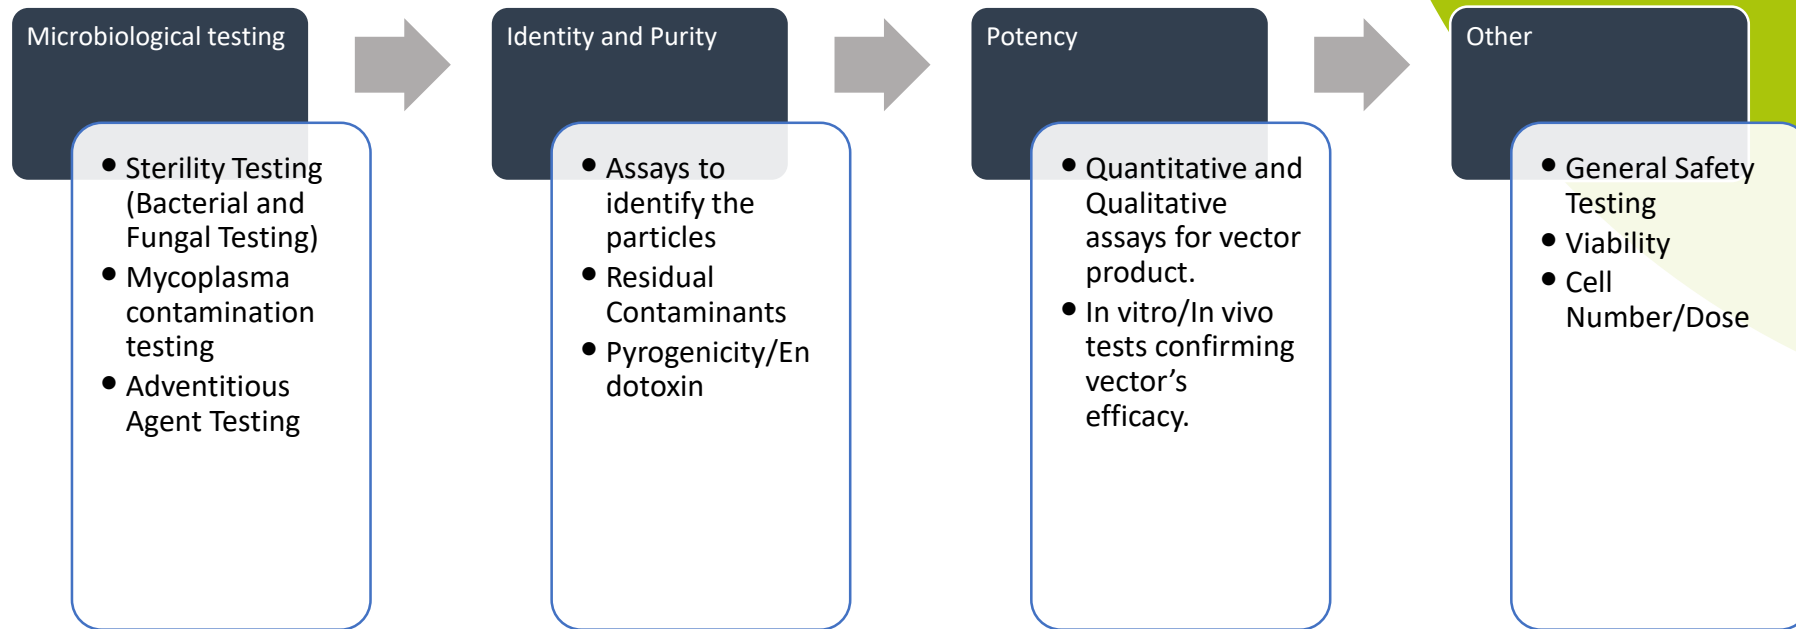 Microbiological testing
• Sterility Testing
(Bacterial and
Fungal Testing)
• Mycoplasma
contamination
testing
• Adventitious
Agent Testing
Identity and Purity
• Assays to
identify the
particles
• Residual
Contaminants
• Pyrogenicity/En
dotoxin
Potency
• Quantitative and
Qualitative
assays for vector
product.
• In vitro/In vivo
tests confirming
vector’s
efficacy.
Other
• General Safety
Testing
• Viability
• Cell
Number/Dose